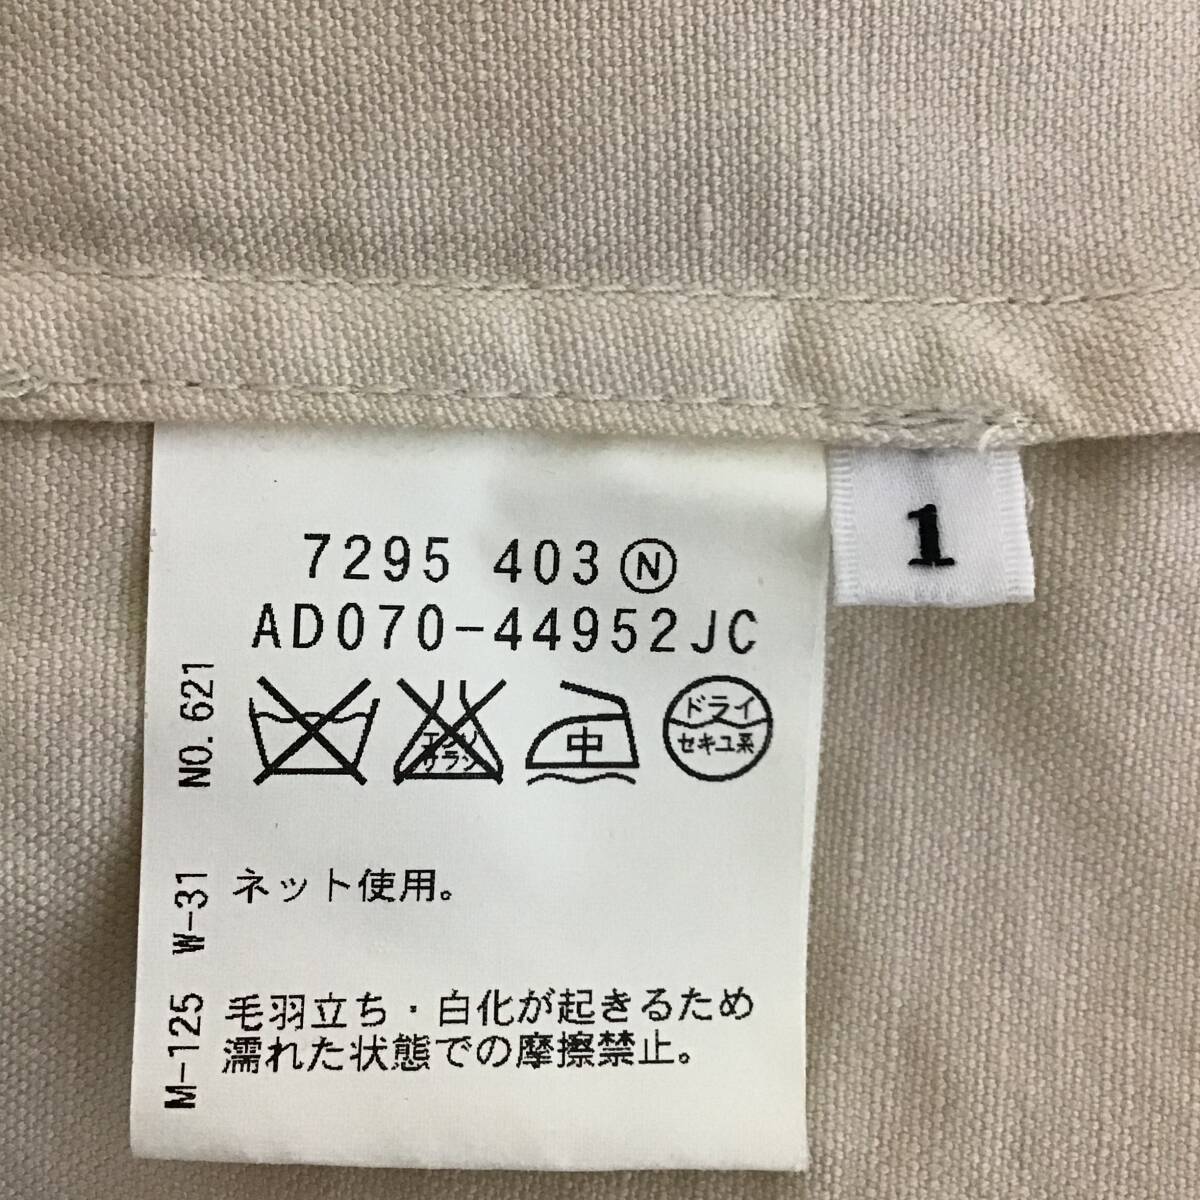 7295 403 Ⓝ
AD070-44952JC
1
エンソ
サラシ
中
ドライ
セキユ系
ネット使用。
毛羽立ち・白化が起きるため
濡れた状態での摩擦禁止。
NO. 621
W-31
M-125